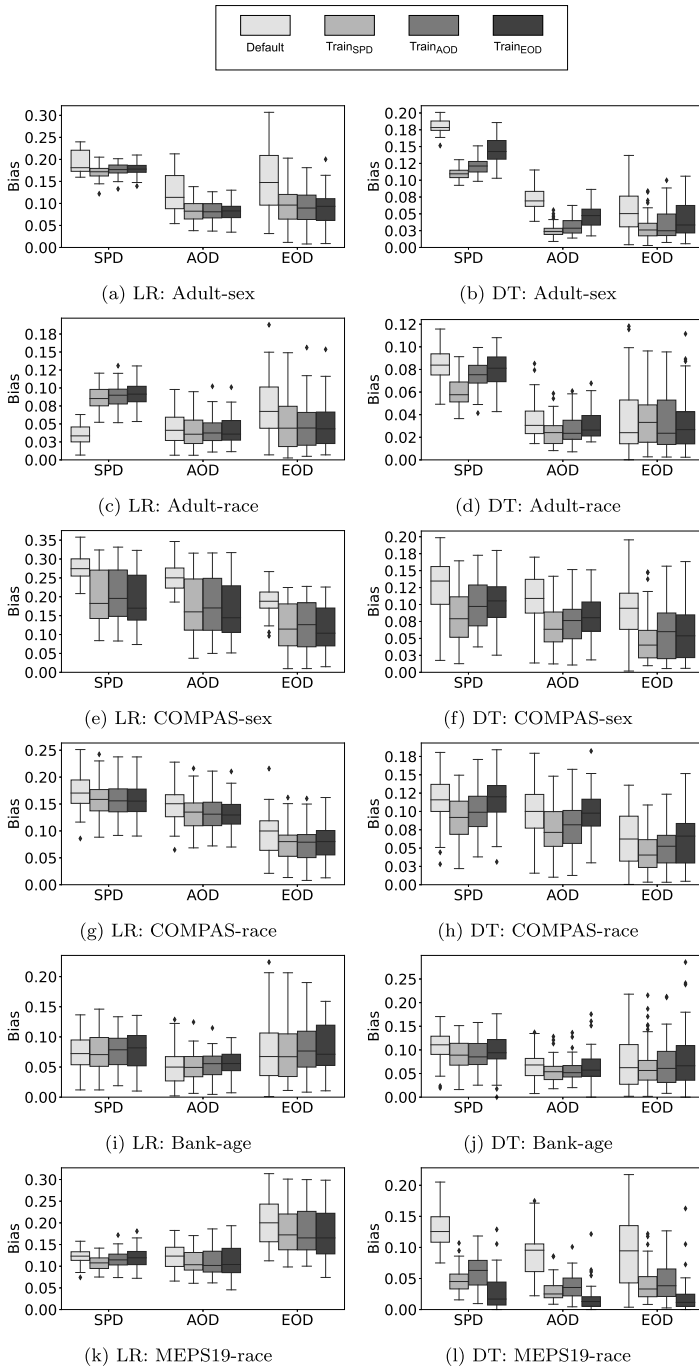 Default TrainSPD TrainAOD TrainEOD
0.30
0.25
0.20
0.15
0.10
0.05
0.00
Bias
SPD AOD EOD
(a) LR: Adult-sex
0.20
0.18
0.15
0.12
0.10
0.08
0.05
0.03
0.00
Bias
SPD AOD EOD
(b) DT: Adult-sex
0.18
0.15
0.12
0.10
0.08
0.05
0.03
0.00
Bias
SPD AOD EOD
(c) LR: Adult-race
0.12
0.10
0.08
0.06
0.04
0.02
0.00
Bias
SPD AOD EOD
(d) DT: Adult-race
0.35
0.30
0.25
0.20
0.15
0.10
0.05
0.00
Bias
SPD AOD EOD
(e) LR: COMPAS-sex
0.20
0.18
0.15
0.12
0.10
0.08
0.05
0.03
0.00
Bias
SPD AOD EOD
(f) DT: COMPAS-sex
0.25
0.20
0.15
0.10
0.05
0.00
Bias
SPD AOD EOD
(g) LR: COMPAS-race
0.18
0.15
0.12
0.10
0.08
0.05
0.03
0.00
Bias
SPD AOD EOD
(h) DT: COMPAS-race
0.20
0.15
0.10
0.05
0.00
Bias
SPD AOD EOD
(i) LR: Bank-age
0.25
0.20
0.15
0.10
0.05
0.00
Bias
SPD AOD EOD
(j) DT: Bank-age
0.30
0.25
0.20
0.15
0.10
0.05
0.00
Bias
SPD AOD EOD
(k) LR: MEPS19-race
0.20
0.15
0.10
0.05
0.00
Bias
SPD AOD EOD
(l) DT: MEPS19-race